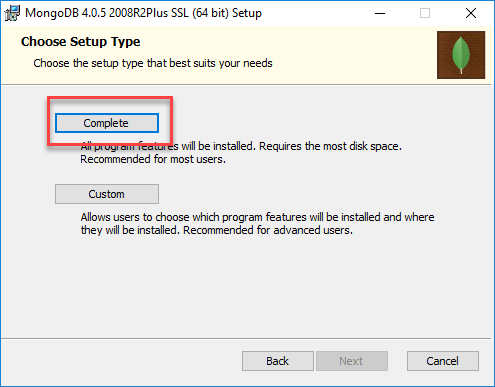 MongoDB 4.0.5 2008R2Plus SSL (64 bit) Setup
Choose Setup Type
Choose the setup type that best suits your needs
Complete
All program features will be installed. Requires the most disk space.
Recommended for most users.
Custom
Allows users to choose which program features will be installed and where
they will be installed. Recommended for advanced users.
Back Next Cancel